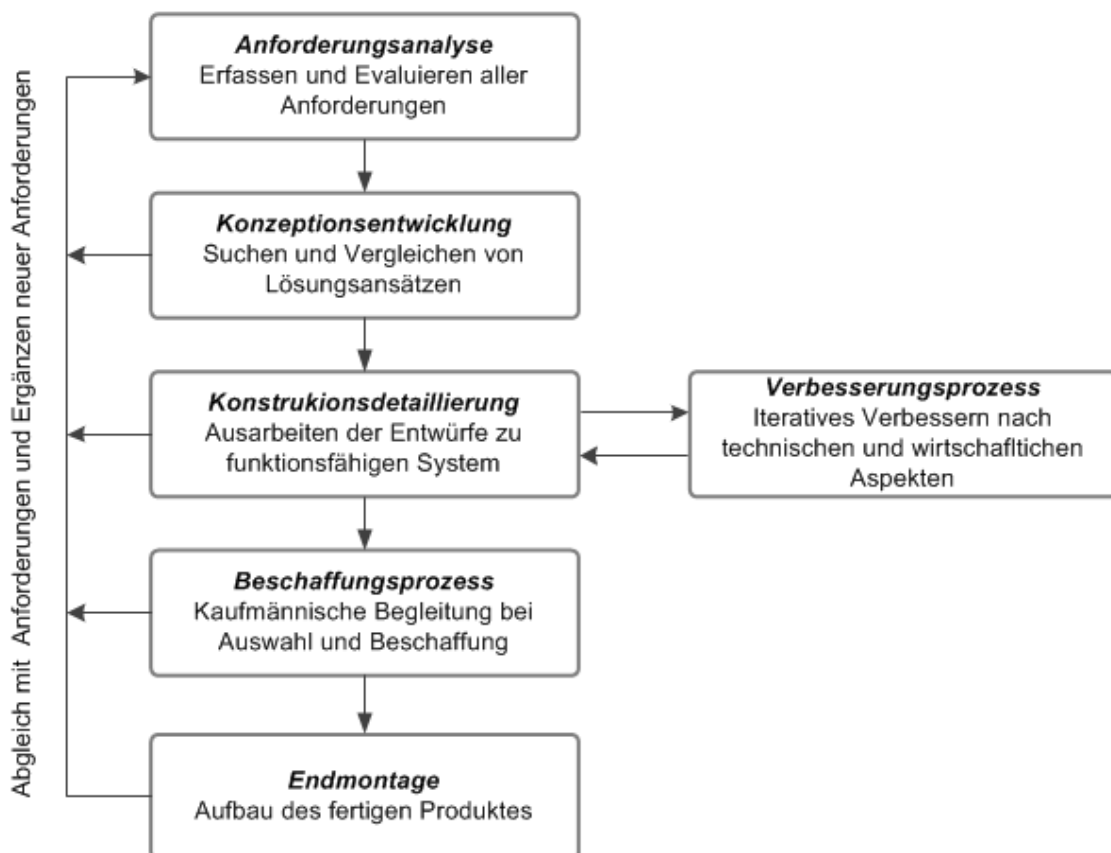 Abgleich mit Anforderungen und Ergänzen neuer Anforderungen
Anforderungsanalyse
Erfassen und Evaluieren aller
Anforderungen
Konzeptionsentwicklung
Suchen und Vergleichen von
Lösungsansätzen
Konstrukionsdetaillierung
Ausarbeiten der Entwürfe zu
funktionsfähigen System
Verbesserungsprozess
Iteratives Verbessern nach
technischen und wirtschafltichen
Aspekten
Beschaffungsprozess
Kaufmännische Begleitung bei
Auswahl und Beschaffung
Endmontage
Aufbau des fertigen Produktes